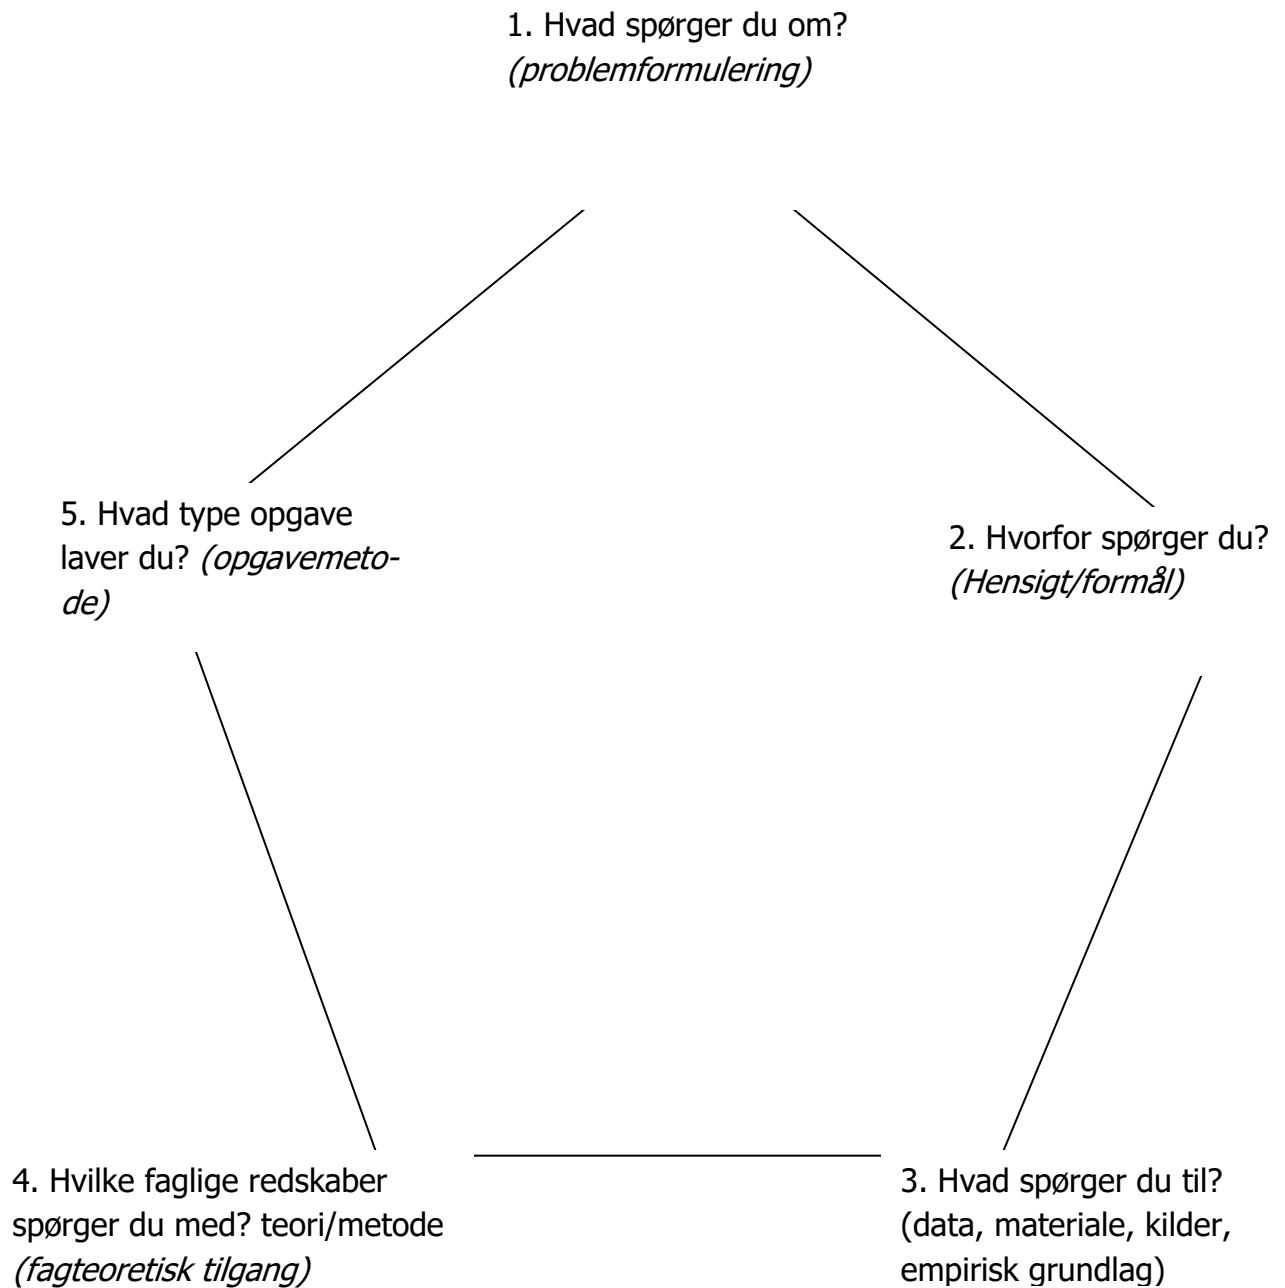 1. Hvad spørger du om?
(problemformulering)
5. Hvad type opgave
laver du? (opgavemeto-
de)
2. Hvorfor spørger du?
(Hensigt/formål)
4. Hvilke faglige redskaber
spørger du med? teori/metode
(fagteoretisk tilgang)
3. Hvad spørger du til?
(data, materiale, kilder,
empirisk grundlag)